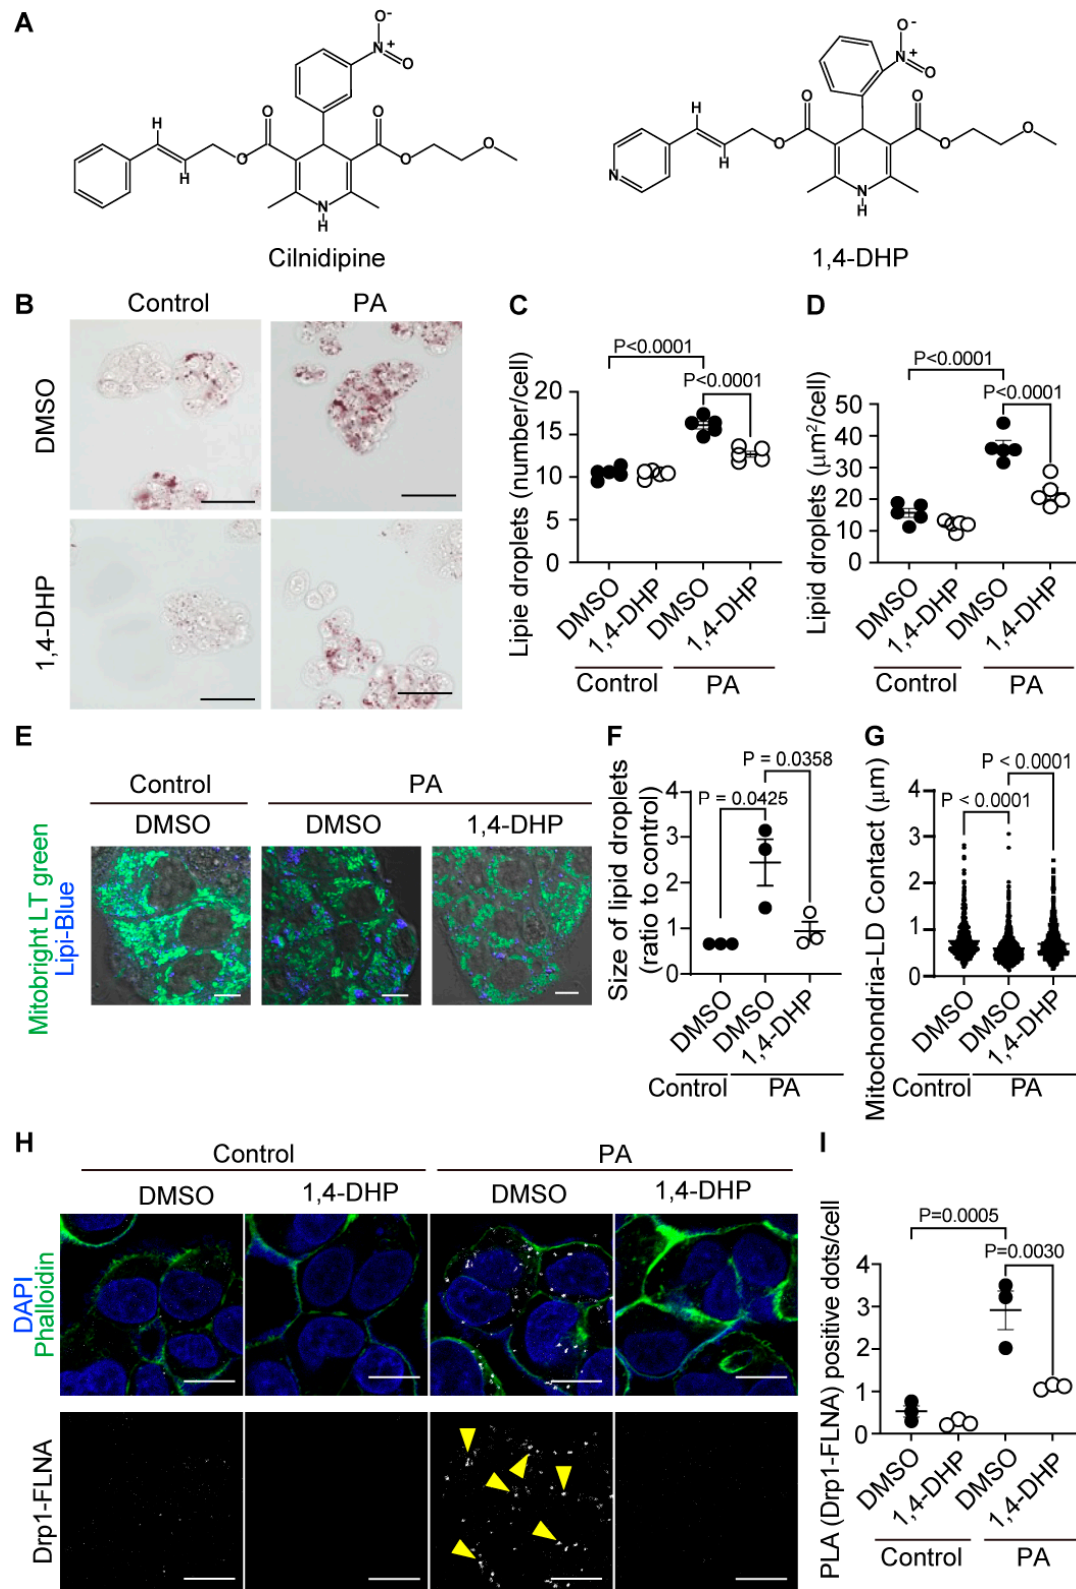 A
O-
N+
O
H
H
O
O
O
O
O
N
H
Cilnidipine
O-
N+
O
H
H
N
O
O
O
O
O
N
H
1,4-DHP
B
Control
PA
DMSO
1,4-DHP
C
P<0.0001
P<0.0001
Lipie droplets (number/cell)
20
15
10
5
0
DMSO
1,4-DHP
DMSO
1,4-DHP
Control
PA
D
P<0.0001
P<0.0001
Lipid droplets (μm²/cell)
50
40
30
20
10
0
DMSO
1,4-DHP
DMSO
1,4-DHP
Control
PA
E
Control
PA
DMSO
DMSO
1,4-DHP
Mitobright LT green
Lipi-Blue
F
P = 0.0358
P = 0.0425
Size of lipid droplets
(ratio to control)
4
3
2
1
0
DMSO
DMSO
1,4-DHP
Control
PA
G
P < 0.0001
P < 0.0001
Mitochondria-LD Contact (μm)
4
3
2
1
0
DMSO
DMSO
1,4-DHP
Control
PA
H
Control
PA
DMSO
1,4-DHP
DMSO
1,4-DHP
DAPI
Phalloidin
Drp1-FLNA
I
P=0.0005
P=0.0030
PLA (Drp1-FLNA) positive dots/cell
4
3
2
1
0
DMSO
1,4-DHP
DMSO
1,4-DHP
Control
PA